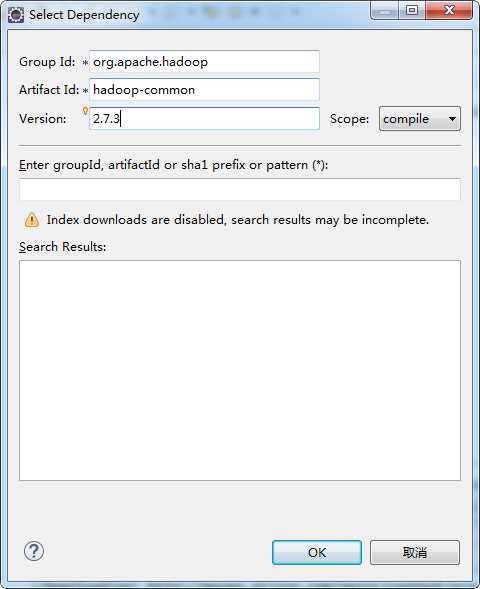 Select Dependency
Group Id: * org.apache.hadoop
Artifact Id: * hadoop-common
Version: 2.7.3 Scope: compile
Enter groupId, artifactId or sha1 prefix or pattern (*):
Index downloads are disabled, search results may be incomplete.
Search Results:
? OK 取消